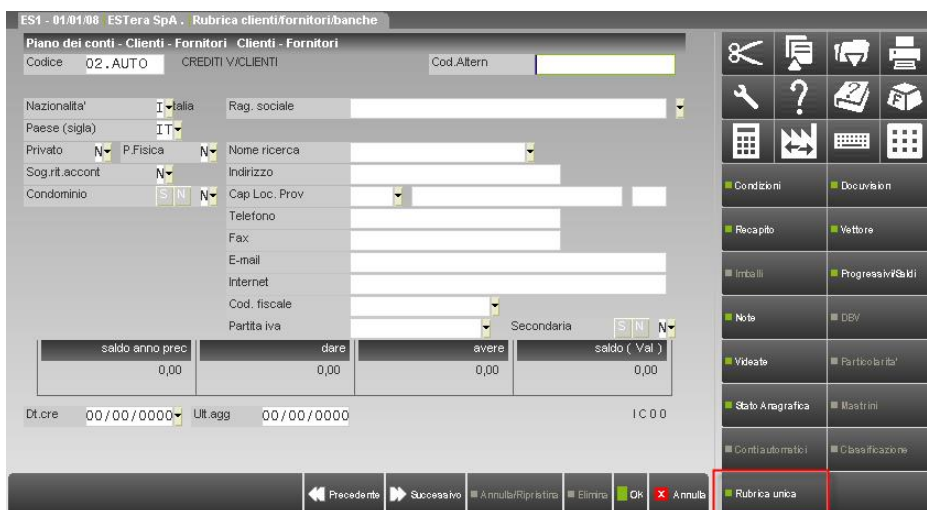 ES1 - 01/01/08 ESTera SpA . Rubrica clienti/fornitori/banche
Piano dei conti - Clienti - Fornitori Clienti - Fornitori
Codice 02.AUTO CREDITI V/CLIENTI Cod.Altern
Nazionalita' I talia Rag. sociale
Paese (sigla) IT
Privato N P.Fisica N Nome ricerca
Sog.rit.accont N Indirizzo
Condominio S N N Cap Loc. Prov
Telefono
Fax
E-mail
Internet
Cod. fiscale
Partita iva Secondaria S N N
saldo anno prec dare avere saldo ( Val )
0,00 0,00 0,00 0,00
Dt.cre 00/00/0000 Ult.agg 00/00/0000 IC00
Precedente Successivo Annulla/Ripristina Elimina OK X Annulla
Condizioni Docuvision
Recapito Vettore
Imballi Progressivi/Saldi
Note DBV
Videate Particolarita'
Stato Anagrafica Mastrini
Conti automatici Classificazione
Rubrica unica